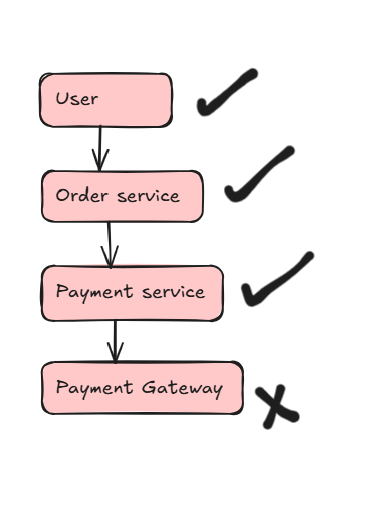 User
Order service
Payment service
Payment Gateway